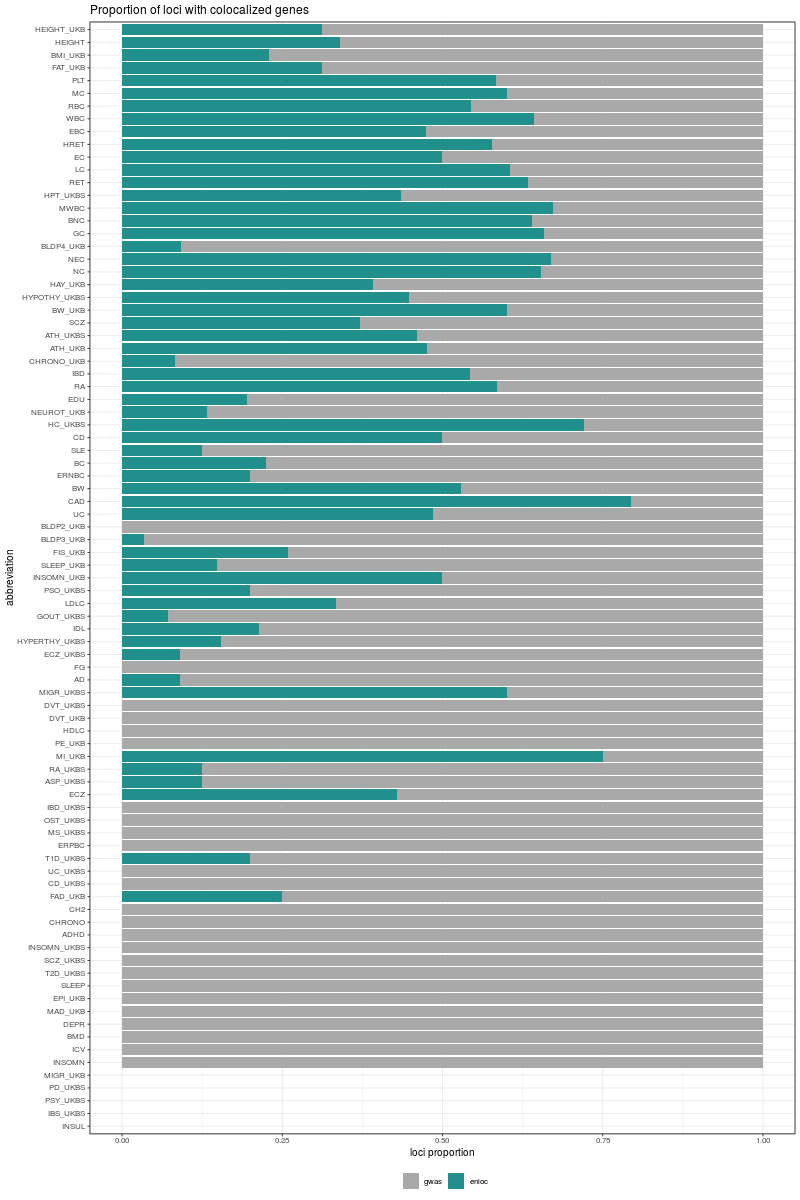 Proportion of loci with colocalized genes
HEIGHT_UKB
HEIGHT
BMI_UKB
FAT_UKB
PLT
MC
RBC
WBC
EBC
HRET
EC
LC
RET
HPT_UKBS
MWBC
BNC
GC
BLDP4_UKB
NEC
NC
HAY_UKB
HYPOTHY_UKBS
BW_UKB
SCZ
ATH_UKBS
ATH_UKB
CHRONO_UKB
IBD
RA
EDU
NEUROT_UKB
HC_UKBS
CD
SLE
BC
ERNBC
BW
CAD
UC
BLDP2_UKB
BLDP3_UKB
FIS_UKB
SLEEP_UKB
INSOMN_UKB
PSO_UKBS
LDLC
GOUT_UKBS
IDL
HYPERTHY_UKBS
ECZ_UKBS
FG
AD
MIGR_UKBS
DVT_UKBS
DVT_UKB
HDLC
PE_UKB
MI_UKB
RA_UKBS
ASP_UKBS
ECZ
IBD_UKBS
OST_UKBS
MS_UKBS
ERPBC
T1D_UKBS
UC_UKBS
CD_UKBS
FAD_UKB
CH2
CHRONO
ADHD
INSOMN_UKBS
SCZ_UKBS
T2D_UKBS
SLEEP
EPI_UKB
MAD_UKB
DEPR
BMD
ICV
INSOMN
MIGR_UKB
PD_UKBS
PSY_UKBS
IBS_UKBS
INSUL
abbreviation
0.00 0.25 0.50 0.75 1.00
loci proportion
gwas enloc